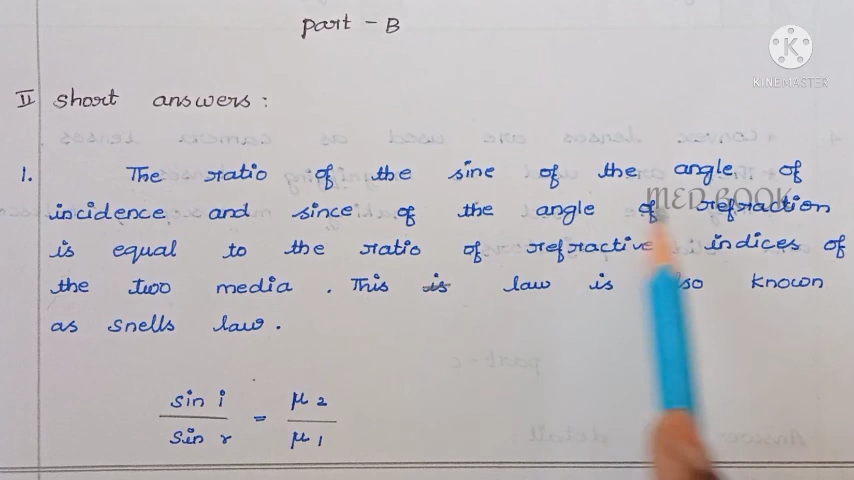 part - B
KINEMASTER
II short answers:
1. The ratio of the sine of the angle of
MED BOOK
incidence and since of the angle of refraction
is equal to the ratio of refractive indices of
the two media. This is law is known
as snells law.
sin i / sin r = μ2 / μ1